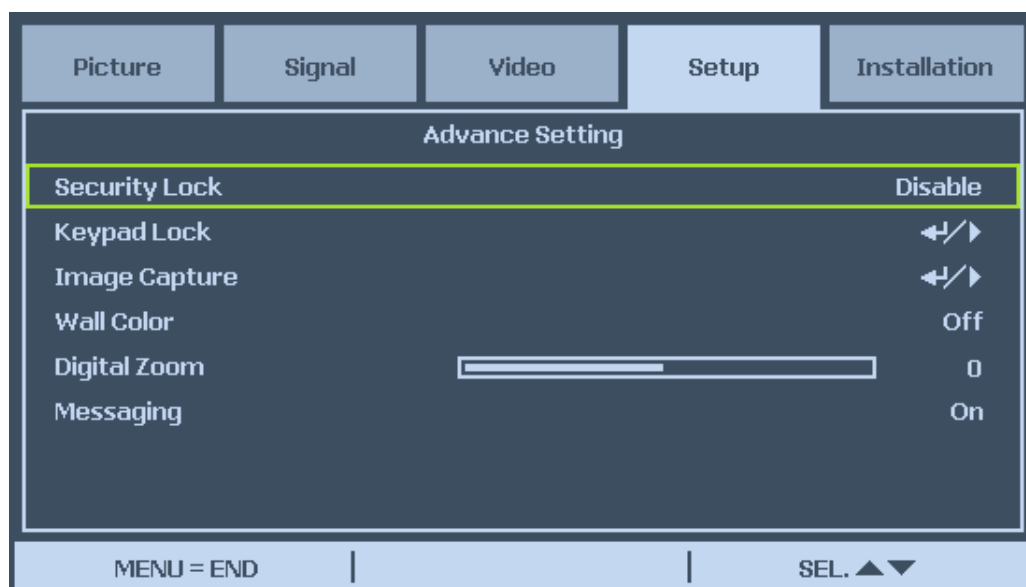 Picture Signal Video Setup Installation
Advance Setting
Security Lock Disable
Keypad Lock
Image Capture
Wall Color Off
Digital Zoom 0
Messaging On
MENU = END SEL.